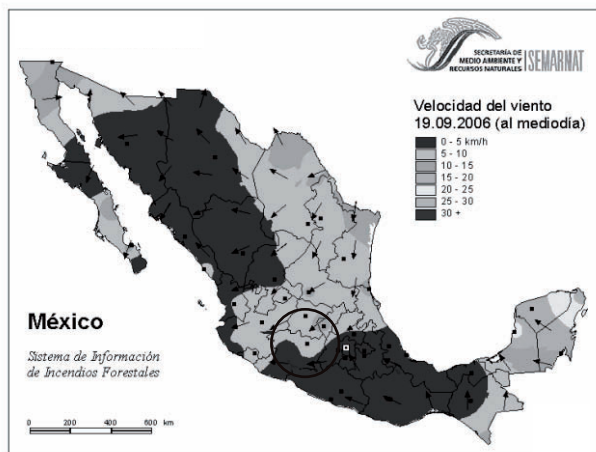 SECRETARÍA DE
MEDIO AMBIENTE Y
RECURSOS NATURALES
SEMARNAT
Velocidad del viento
19.09.2006 (al mediodía)
0 - 5 km/h
5 - 10
10 - 15
15 - 20
20 - 25
25 - 30
30 +
México
Sistema de Información
de Incendios Forestales
0 200 400 600 km